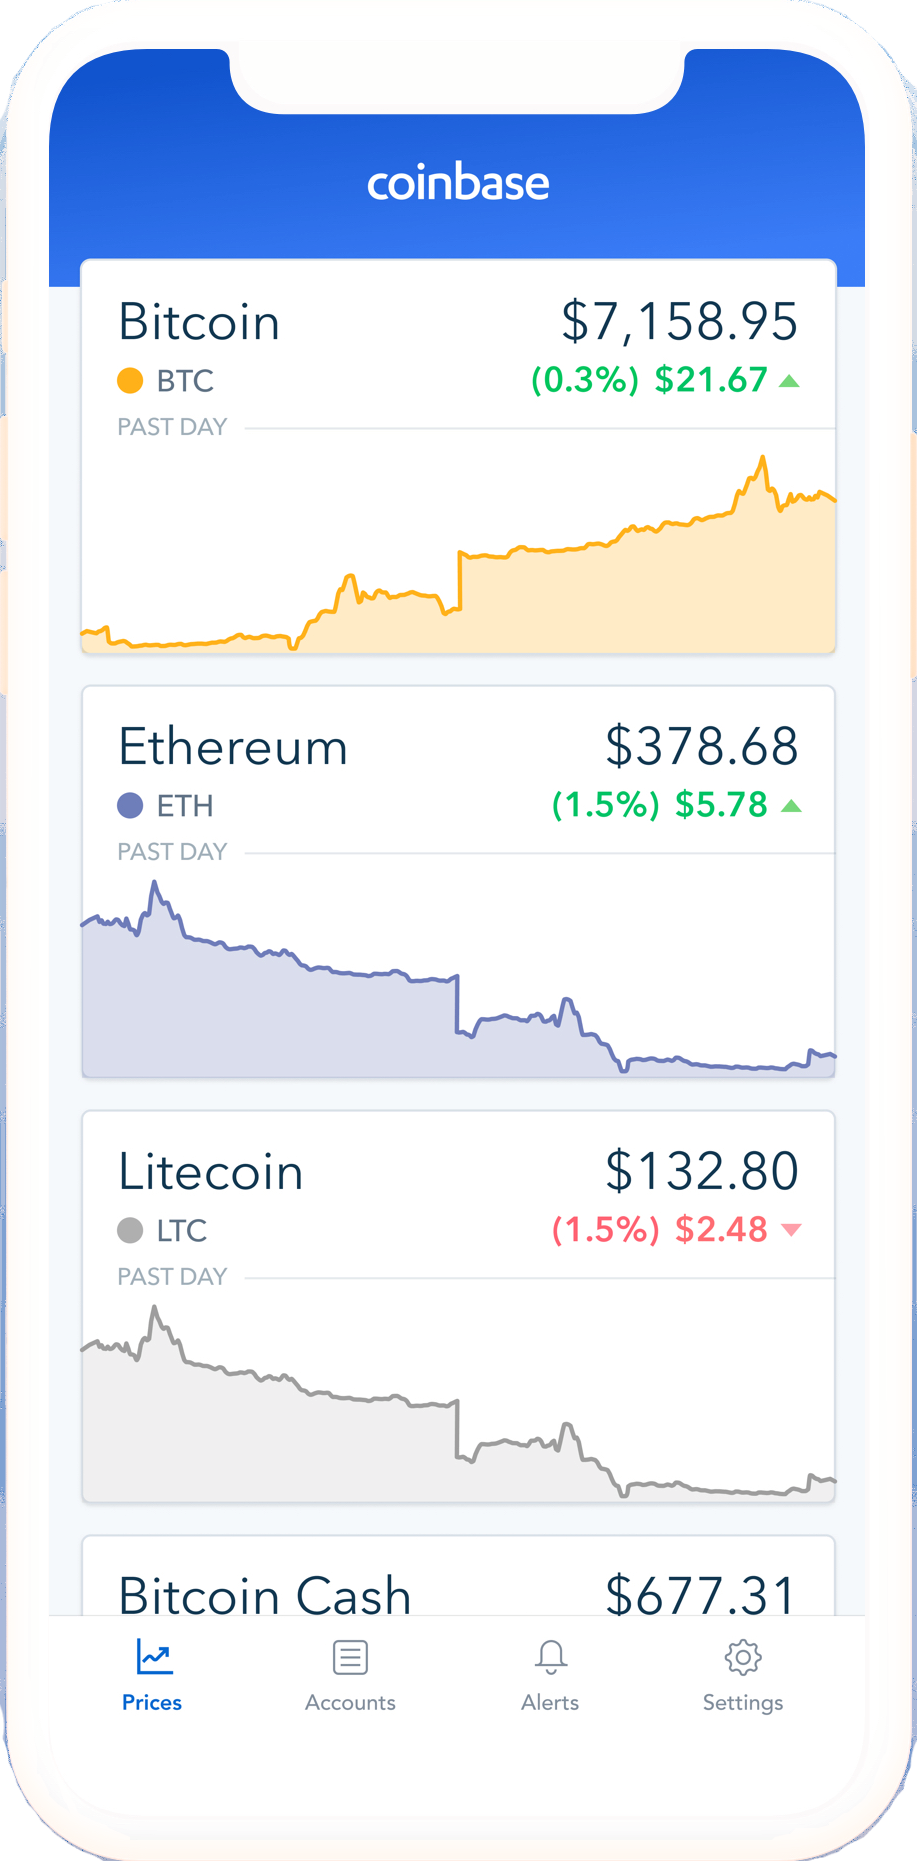 coinbase
Bitcoin $7,158.95
BTC (0.3%) $21.67
PAST DAY
Ethereum $378.68
ETH (1.5%) $5.78
PAST DAY
Litecoin $132.80
LTC (1.5%) $2.48
PAST DAY
Bitcoin Cash $677.31
Prices Accounts Alerts Settings